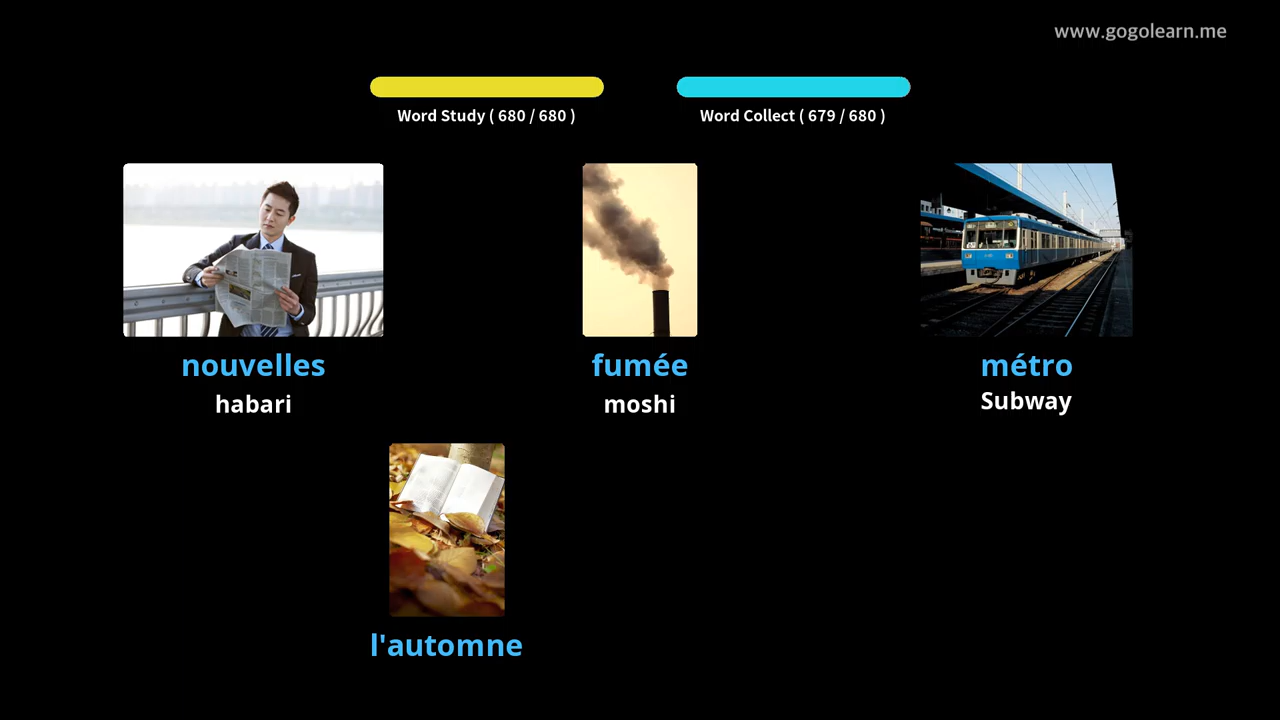 www.gogolearn.me
Word Study ( 680 / 680 )
Word Collect ( 679 / 680 )
nouvelles
habari
fumée
moshi
métro
Subway
l'automne